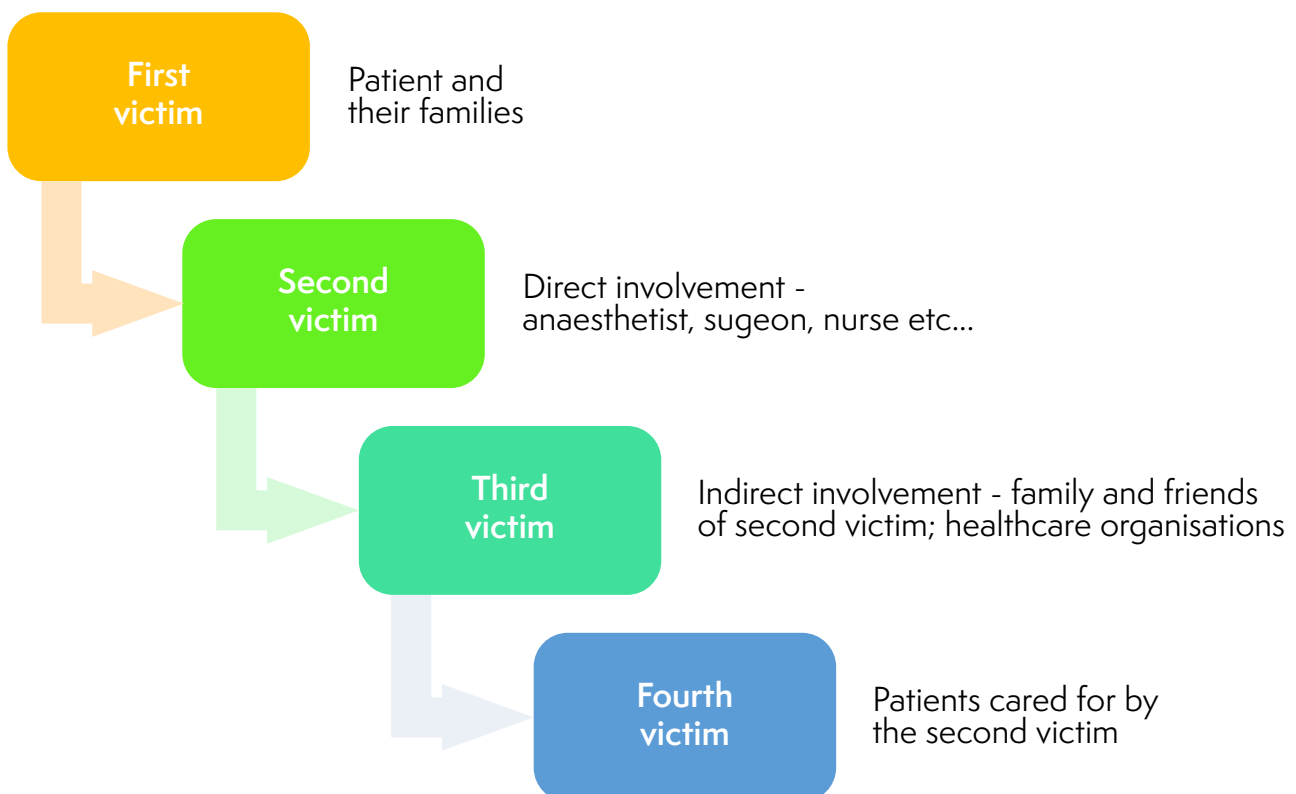 First
victim
Patient and
their families
Second
victim
Direct involvement -
anaesthetist, sugeon, nurse etc...
Third
victim
Indirect involvement - family and friends
of second victim; healthcare organisations
Fourth
victim
Patients cared for by
the second victim